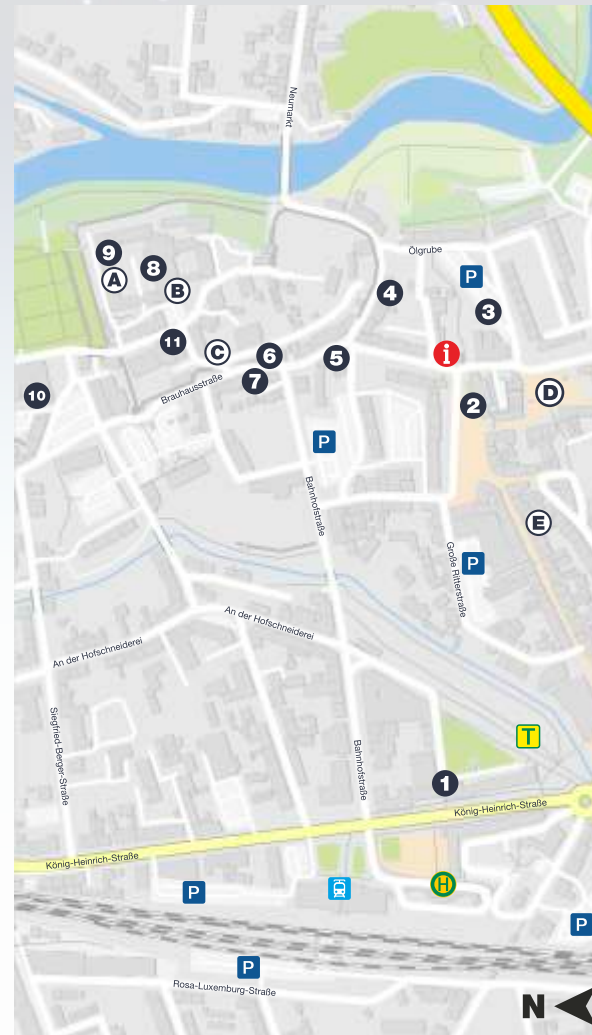 Neumarkt
Ölgrube
9
A
8
B
P
4
3
11
C
6
5
i
7
Brauhausstraße
10
2
D
P
Bahnhofstraße
E
Große Ritterstraße
P
An der Hofschneiderei
An der Hofschneiderei
Siegfried-Berger-Straße
Bahnhofstraße
T
1
König-Heinrich-Straße
König-Heinrich-Straße
P
H
P
P
Rosa-Luxemburg-Straße
N